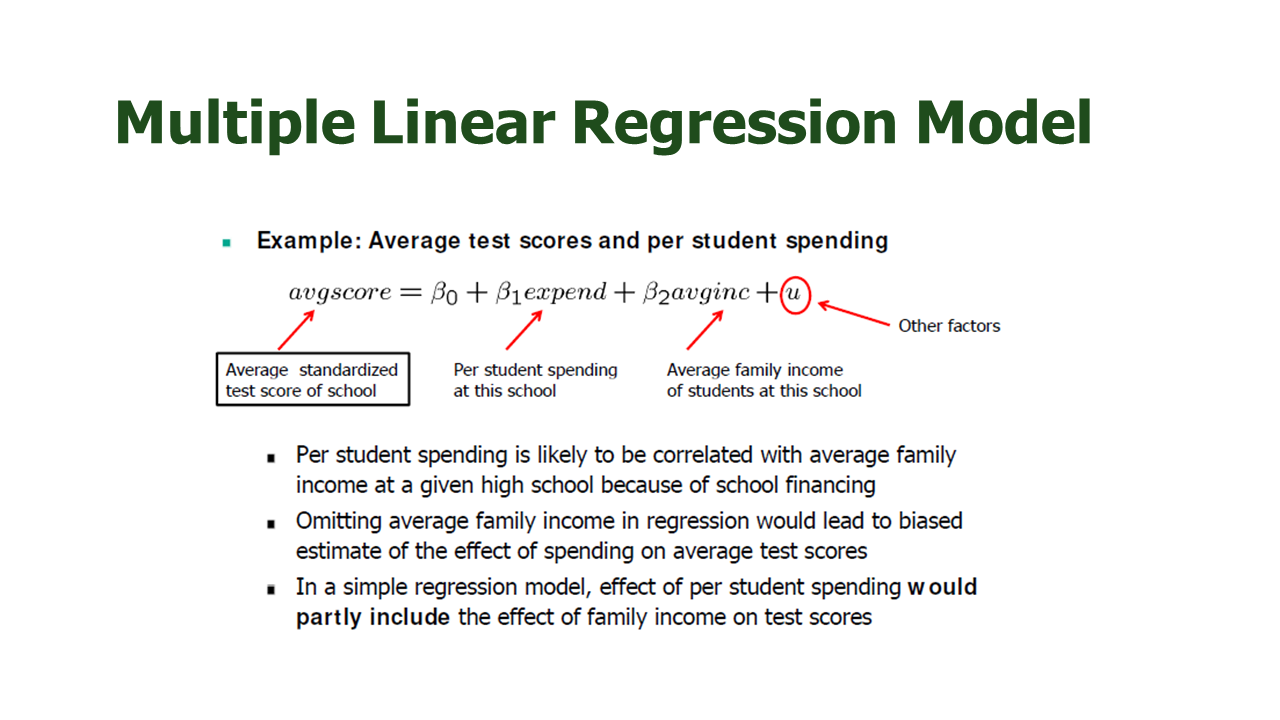 Multiple Linear Regression Model
Example: Average test scores and per student spending
avgscore = β₀ + β₁expend + β₂avginc + u
Other factors
Average standardized
test score of school
Per student spending
at this school
Average family income
of students at this school
Per student spending is likely to be correlated with average family
income at a given high school because of school financing
Omitting average family income in regression would lead to biased
estimate of the effect of spending on average test scores
In a simple regression model, effect of per student spending would
partly include the effect of family income on test scores